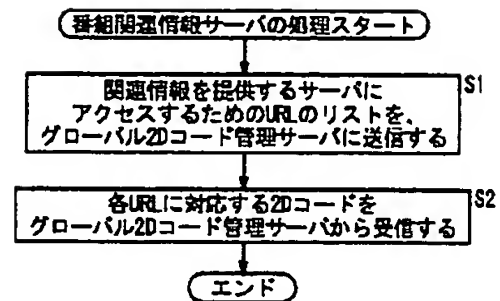 番組関連情報サーバの処理スタート
S1
関連情報を提供するサーバに
アクセスするためのURLのリストを、
グローバル2Dコード管理サーバに送信する
S2
各URLに対応する2Dコードを
グローバル2Dコード管理サーバから受信する
エンド